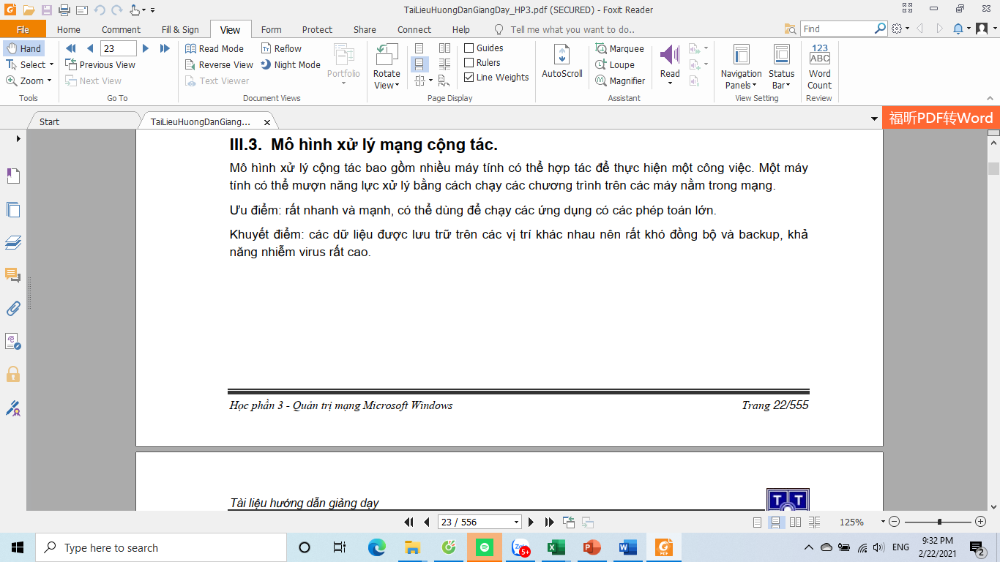 TaiLieuHuongDanGiangDay_HP3.pdf (SECURED) - Foxit Reader
File Home Comment Fill & Sign View Form Protect Share Connect Help Tell me what you want to do.. Find
Hand 23 Read Mode Reflow Guides Marquee 123
Select Previous View Reverse View Night Mode Portfolio Rotate View Rulers AutoScroll Loupe Read Navigation Panels Status Bar ABC Word Count
Zoom Next View Text Viewer Line Weights Magnifier
Tools Go To Document Views Page Display Assistant View Setting Review
Start TaiLieuHuongDanGiang... 福昕PDF转Word
III.3. Mô hình xử lý mạng cộng tác.
Mô hình xử lý cộng tác bao gồm nhiều máy tính có thể hợp tác để thực hiện một công việc. Một máy
tính có thể mượn năng lực xử lý bằng cách chạy các chương trình trên các máy nằm trong mạng.
Ưu điểm: rất nhanh và mạnh, có thể dùng để chạy các ứng dụng có các phép toán lớn.
Khuyết điểm: các dữ liệu được lưu trữ trên các vị trí khác nhau nên rất khó đồng bộ và backup, khả
năng nhiễm virus rất cao.
Học phần 3 - Quản trị mạng Microsoft Windows Trang 22/555
Tài liệu hướng dẫn giảng dạy
T T
23 / 556 125%
Type here to search 5+ ENG 9:32 PM
2/22/2021 2